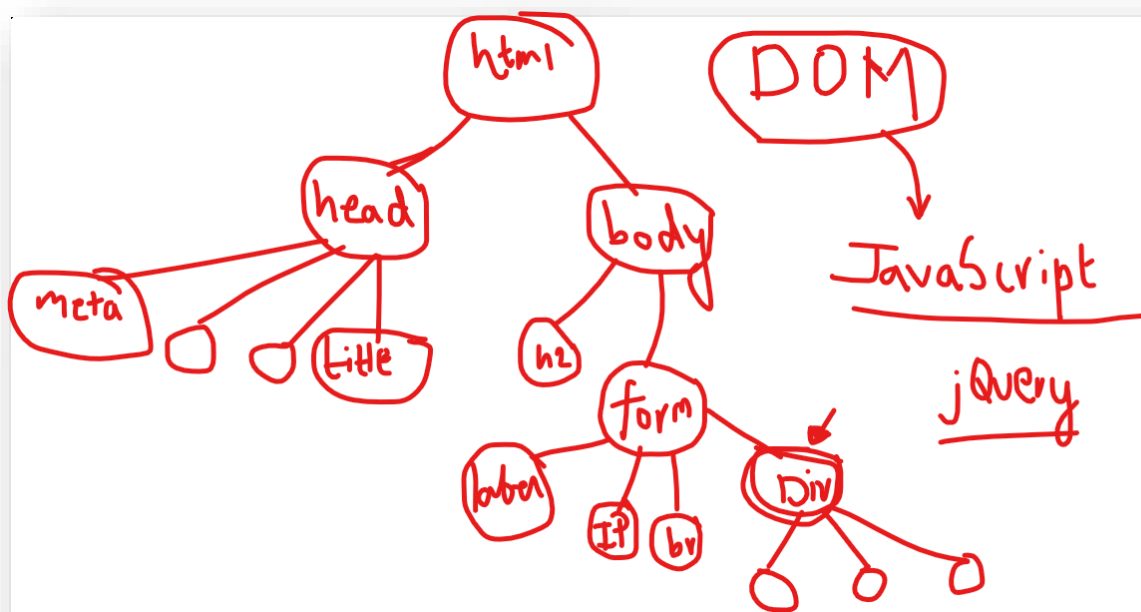 html
DOM
head
body
JavaScript
meta
title
h2
jQuery
form
label
IP
br
Div